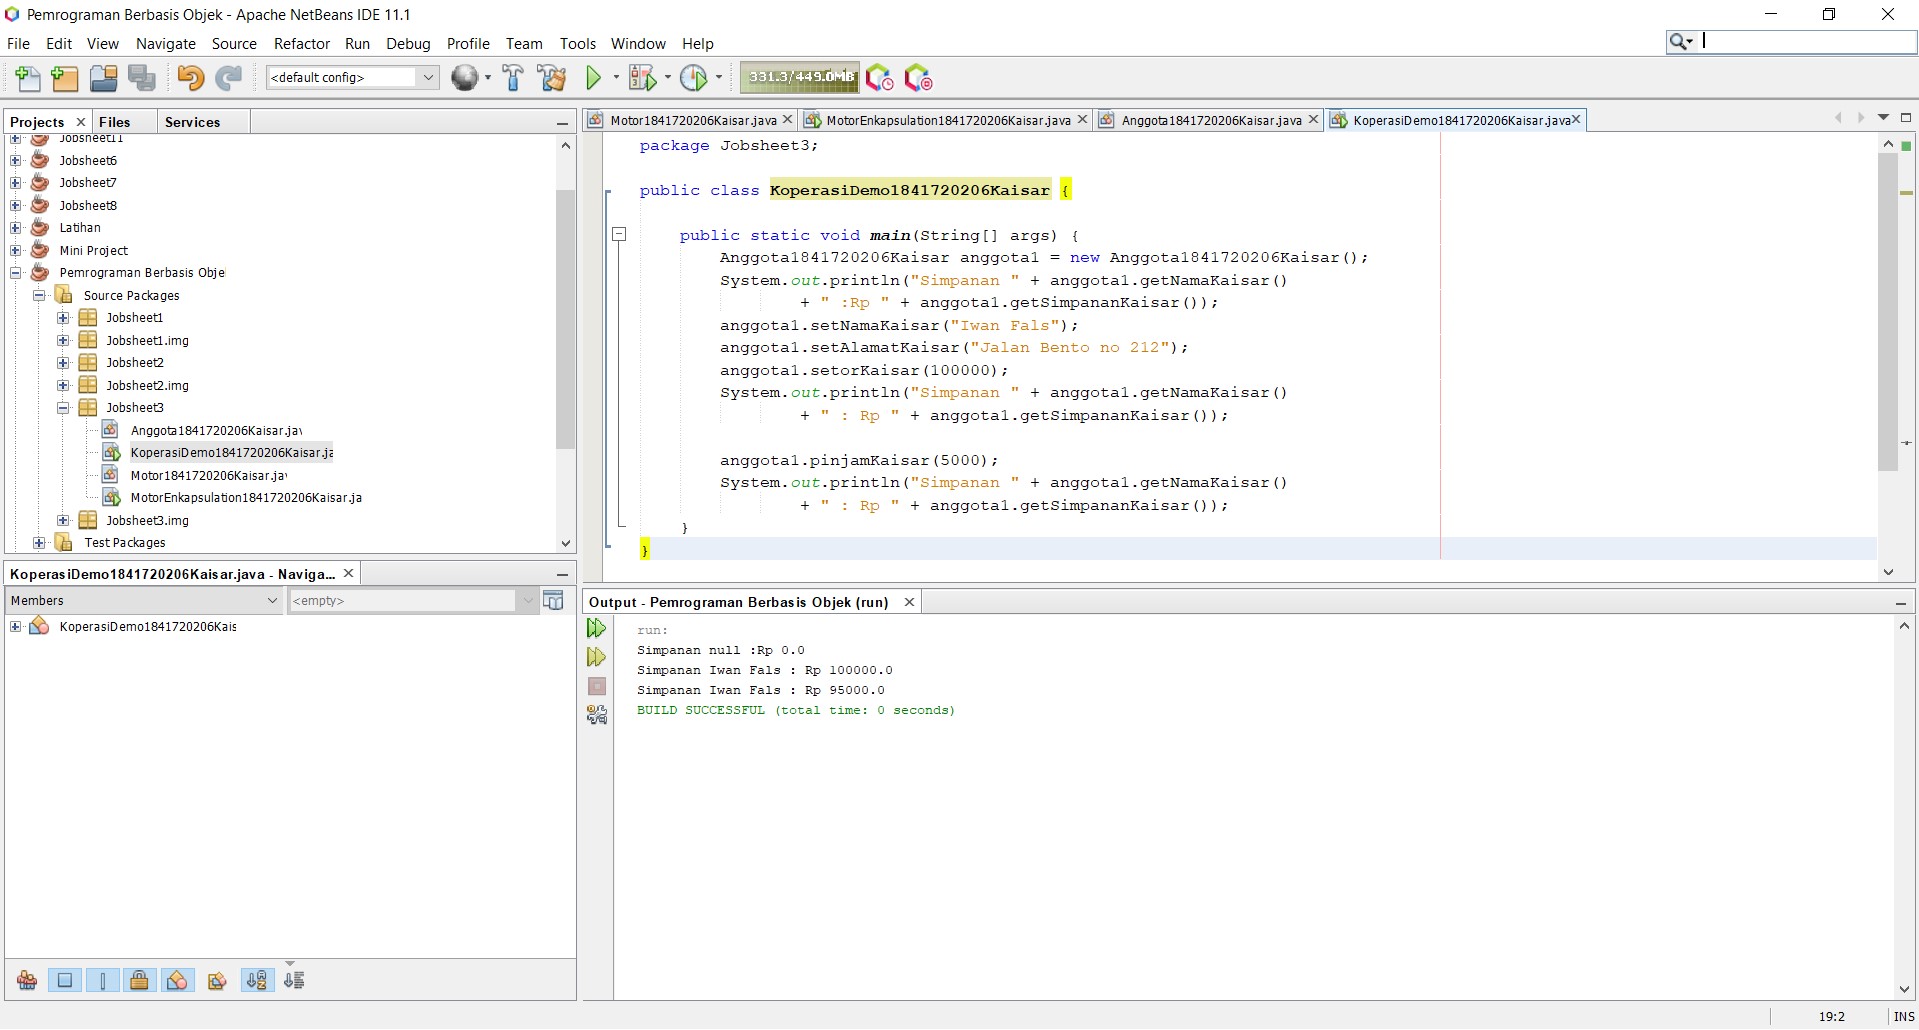 Pemrograman Berbasis Objek - Apache NetBeans IDE 11.1
File Edit View Navigate Source Refactor Run Debug Profile Team Tools Window Help
<default config>
331.3/449.0MB
Projects Files Services
Jobsheet11
Jobsheet6
Jobsheet7
Jobsheet8
Latihan
Mini Project
Pemrograman Berbasis Obje
Source Packages
Jobsheet1
Jobsheet1.img
Jobsheet2
Jobsheet2.img
Jobsheet3
Anggota1841720206Kaisar.jav
KoperasiDemo1841720206Kaisar.ja
Motor1841720206Kaisar.jav
MotorEnkapsulation1841720206Kaisar.ja
Jobsheet3.img
Test Packages
KoperasiDemo1841720206Kaisar.java - Naviga...
Members
<empty>
KoperasiDemo1841720206Kais
Motor1841720206Kaisar.java MotorEnkapsulation1841720206Kaisar.java Anggota1841720206Kaisar.java KoperasiDemo1841720206Kaisar.java
package Jobsheet3;
public class KoperasiDemo1841720206Kaisar {
public static void main(String[] args) {
Anggota1841720206Kaisar anggota1 = new Anggota1841720206Kaisar();
System.out.println("Simpanan " + anggota1.getNamaKaisar()
+ " :Rp " + anggota1.getSimpananKaisar());
anggota1.setNamaKaisar("Iwan Fals");
anggota1.setAlamatKaisar("Jalan Bento no 212");
anggota1.setorKaisar(100000);
System.out.println("Simpanan " + anggota1.getNamaKaisar()
+ " : Rp " + anggota1.getSimpananKaisar());
anggota1.pinjamKaisar(5000);
System.out.println("Simpanan " + anggota1.getNamaKaisar()
+ " : Rp " + anggota1.getSimpananKaisar());
}
}
Output - Pemrograman Berbasis Objek (run)
run:
Simpanan null :Rp 0.0
Simpanan Iwan Fals : Rp 100000.0
Simpanan Iwan Fals : Rp 95000.0
BUILD SUCCESSFUL (total time: 0 seconds)
19:2 INS